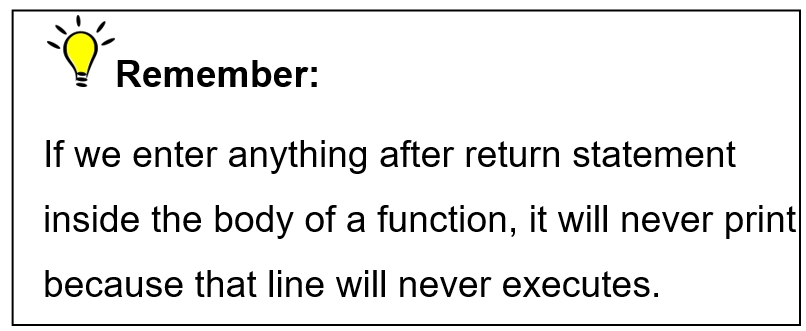 Remember:
If we enter anything after return statement
inside the body of a function, it will never print
because that line will never executes.